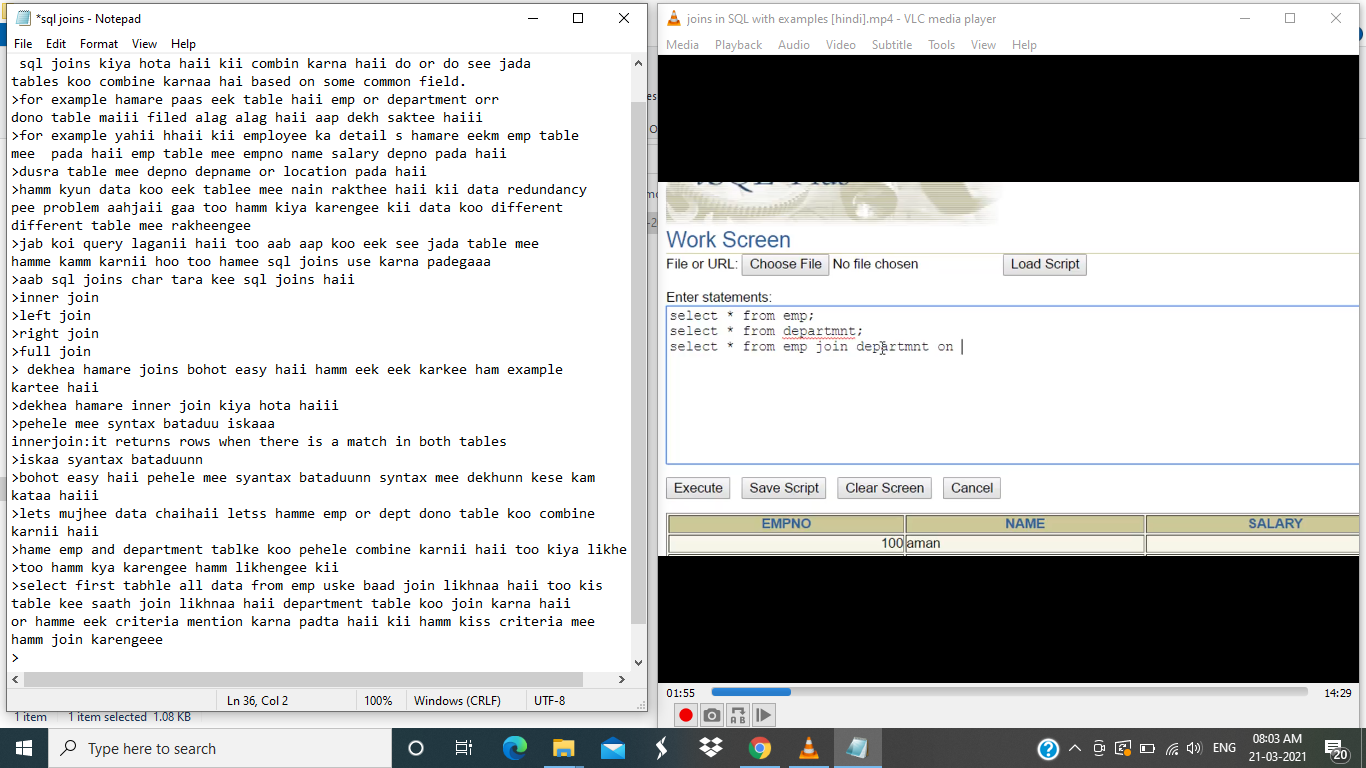 *sql joins - Notepad
File Edit Format View Help
sql joins kiya hota haii kii combin karna haii do or do see jada
tables koo combine karnaa hai based on some common field.
>for example hamare paas eek table haii emp or department orr
dono table maiii filed alag alag haii aap dekh saktee haiii
>for example yahii hhaii kii employee ka detail s hamare eekm emp table
mee pada haii emp table mee empno name salary depno pada haii
>dusra table mee depno depname or location pada haii
>hamm kyun data koo eek tablee mee nain rakthee haii kii data redundancy
pee problem aahjaii gaa too hamm kiya karengee kii data koo different
different table mee rakheengee
>jab koi query laganii haii too aab aap koo eek see jada table mee
hamme kamm karnii hoo too hamee sql joins use karna padegaaa
>aab sql joins char tara kee sql joins haii
>inner join
>left join
>right join
>full join
> dekhea hamare joins bohot easy haii hamm eek eek karkee ham example
kartee haii
>dekhea hamare inner join kiya hota haiii
>pehele mee syntax bataduu iskaaa
innerjoin:it returns rows when there is a match in both tables
>iskaa syantax bataduunn
>bohot easy haii pehele mee syantax bataduunn syntax mee dekhunn kese kam
kataa haiii
>lets mujhee data chaihaii letss hamme emp or dept dono table koo combine
karnii haii
>hame emp and department tablke koo pehele combine karnii haii too kiya likhe
>too hamm kya karengee hamm likhengee kii
>select first tabhle all data from emp uske baad join likhnaa haii too kis
table kee saath join likhnaa haii department table koo join karna haii
or hamme eek criteria mention karna padta haii kii hamm kiss criteria mee
hamm join karengeee
>
Ln 36, Col 2 100% Windows (CRLF) UTF-8
1 item 1 item selected 1.08 KB
joins in SQL with examples [hindi].mp4 - VLC media player
Media Playback Audio Video Subtitle Tools View Help
Work Screen
File or URL: Choose File No file chosen Load Script
Enter statements:
select * from emp;
select * from departmnt;
select * from emp join departmnt on
Execute Save Script Clear Screen Cancel
EMPNO NAME SALARY
100 aman
01:55 14:29
Type here to search
ENG
08:03 AM
21-03-2021
20